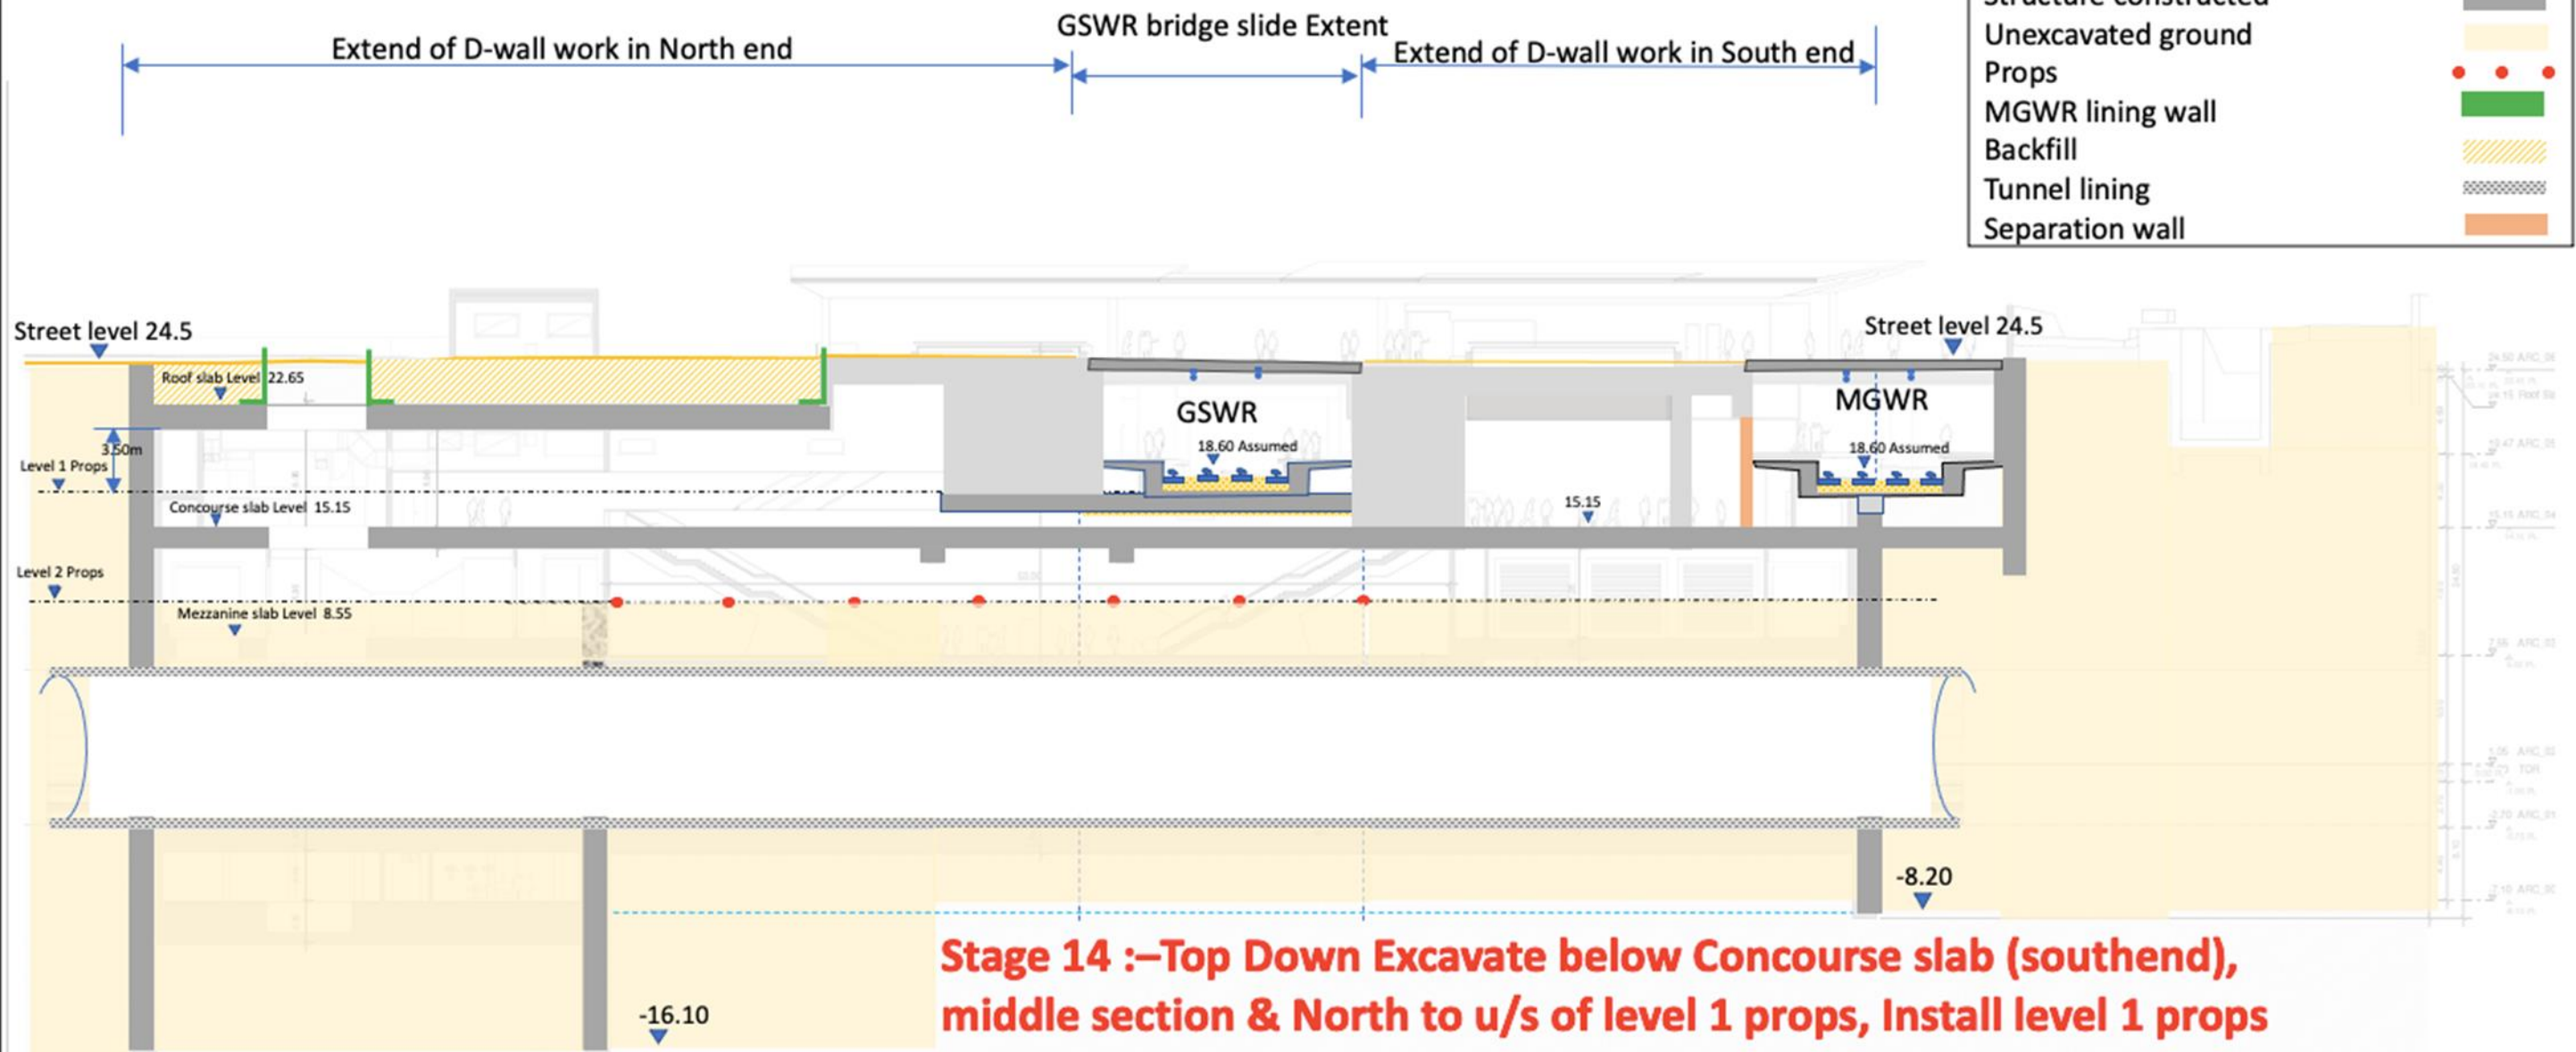 GSWR bridge slide Extent
Extend of D-wall work in North end
Extend of D-wall work in South end
Structure constructed
Unexcavated ground
Props
MGWR lining wall
Backfill
Tunnel lining
Separation wall
Street level 24.5
Street level 24.5
Roof slab Level 22.65
GSWR
MGWR
18.60 Assumed
18.60 Assumed
3.50m
Level 1 Props
Concourse slab Level 15.15
15.15
Level 2 Props
Mezzanine slab Level 8.55
-8.20
Stage 14 :–Top Down Excavate below Concourse slab (southend),
middle section & North to u/s of level 1 props, Install level 1 props
-16.10